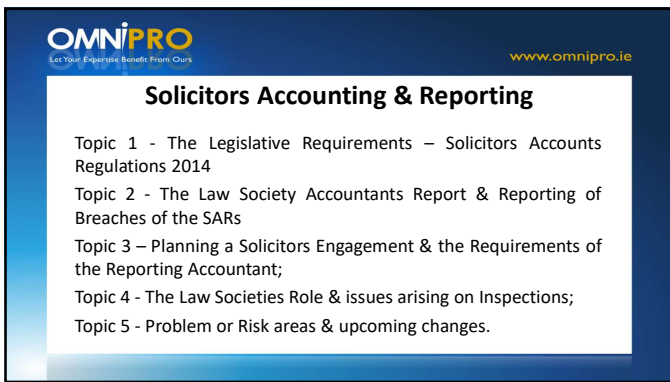 OMNIPRO
Let Your Expertise Benefit From Ours
www.omnipro.ie
Solicitors Accounting & Reporting
Topic 1 - The Legislative Requirements – Solicitors Accounts
Regulations 2014
Topic 2 - The Law Society Accountants Report & Reporting of
Breaches of the SARs
Topic 3 – Planning a Solicitors Engagement & the Requirements of
the Reporting Accountant;
Topic 4 - The Law Societies Role & issues arising on Inspections;
Topic 5 - Problem or Risk areas & upcoming changes.